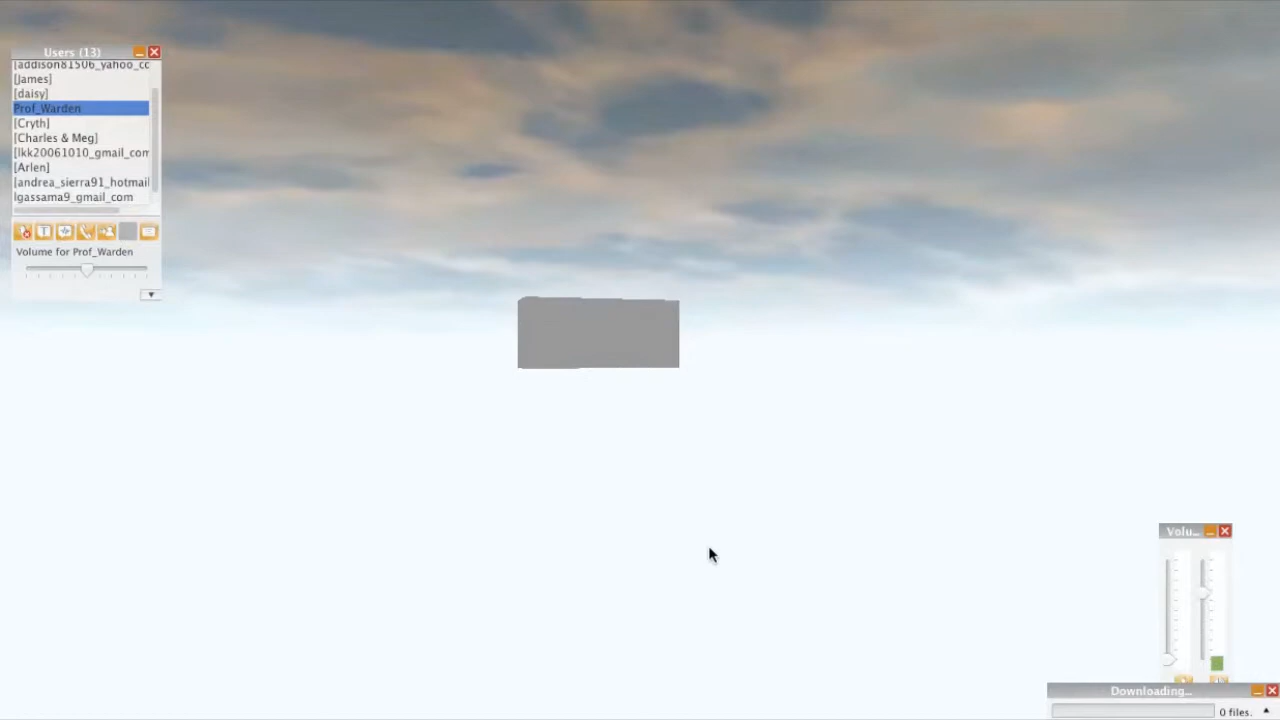 Users (13)
[addison81506_yahoo_cc
[James]
[daisy]
Prof_Warden
[Cryth]
[Charles & Meg]
[lkk20061010_gmail_com
[Arlen]
[andrea_sierra91_hotmail
lgassama9_gmail_com
T
Volume for Prof_Warden
Volu...
Downloading...
0 files.